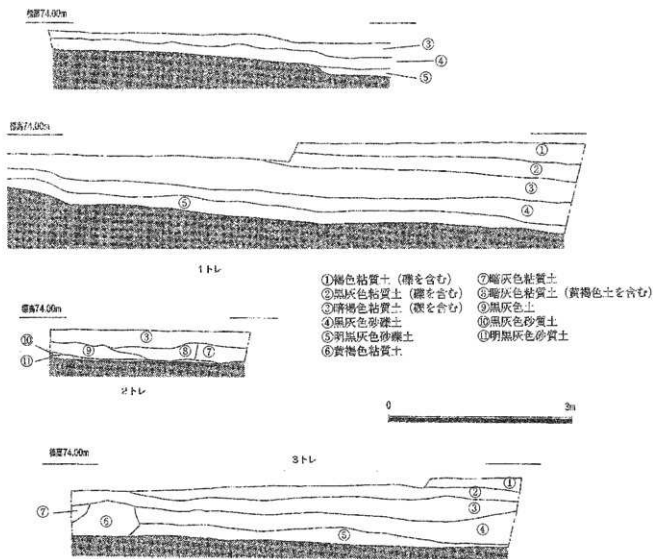 標高74.00m
③
④
⑤
標高74.00m
①
②
③
⑤
④
1トレ
①褐色粘質土（礫を含む）
②黒灰色粘質土（礫を含む）
③暗褐色粘質土（礫を含む）
④黒灰色砂礫土
⑤明黒灰色砂礫土
⑥黄褐色粘質土
⑦暗灰色粘質土
⑧暗灰色粘質土（黄褐色土を含む）
⑨黒灰色土
⑩黒灰色砂質土
⑪明黒灰色砂質土
標高74.00m
③
⑩
⑨
⑧
⑦
⑪
2トレ
0
3トレ
標高74.00m
①
②
③
⑦
⑥
④
⑤